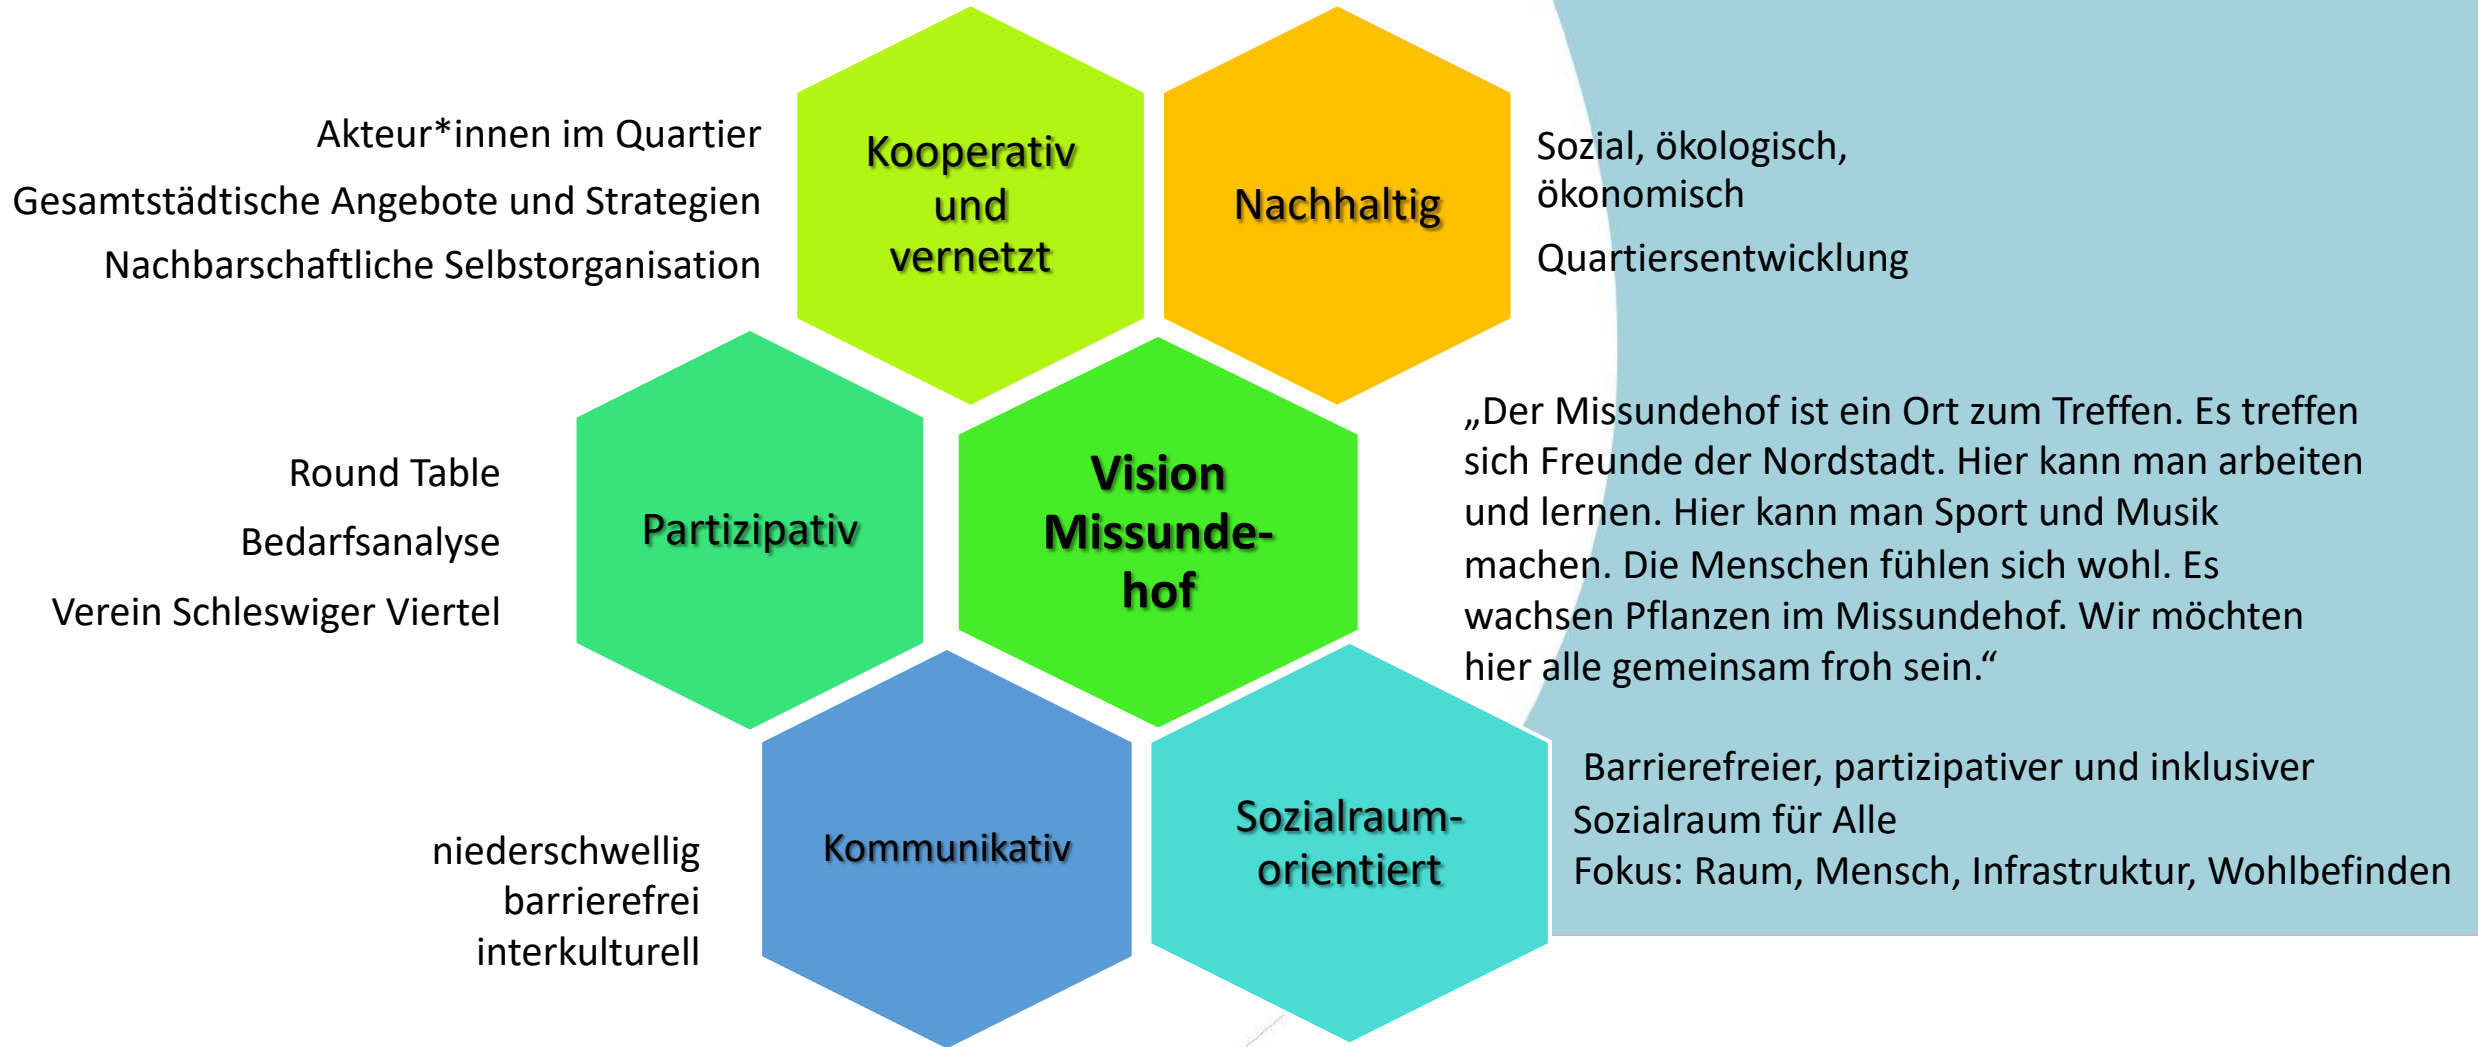 Akteur*innen im Quartier
Gesamtstädtische Angebote und Strategien
Nachbarschaftliche Selbstorganisation
Kooperativ
und
vernetzt
Nachhaltig
Sozial, ökologisch,
ökonomisch
Quartiersentwicklung
Round Table
Bedarfsanalyse
Verein Schleswiger Viertel
Partizipativ
Vision
Missunde-
hof
„Der Missundehof ist ein Ort zum Treffen. Es treffen
sich Freunde der Nordstadt. Hier kann man arbeiten
und lernen. Hier kann man Sport und Musik
machen. Die Menschen fühlen sich wohl. Es
wachsen Pflanzen im Missundehof. Wir möchten
hier alle gemeinsam froh sein.“
niederschwellig
barrierefrei
interkulturell
Kommunikativ
Sozialraum-
orientiert
Barrierefreier, partizipativer und inklusiver
Sozialraum für Alle
Fokus: Raum, Mensch, Infrastruktur, Wohlbefinden